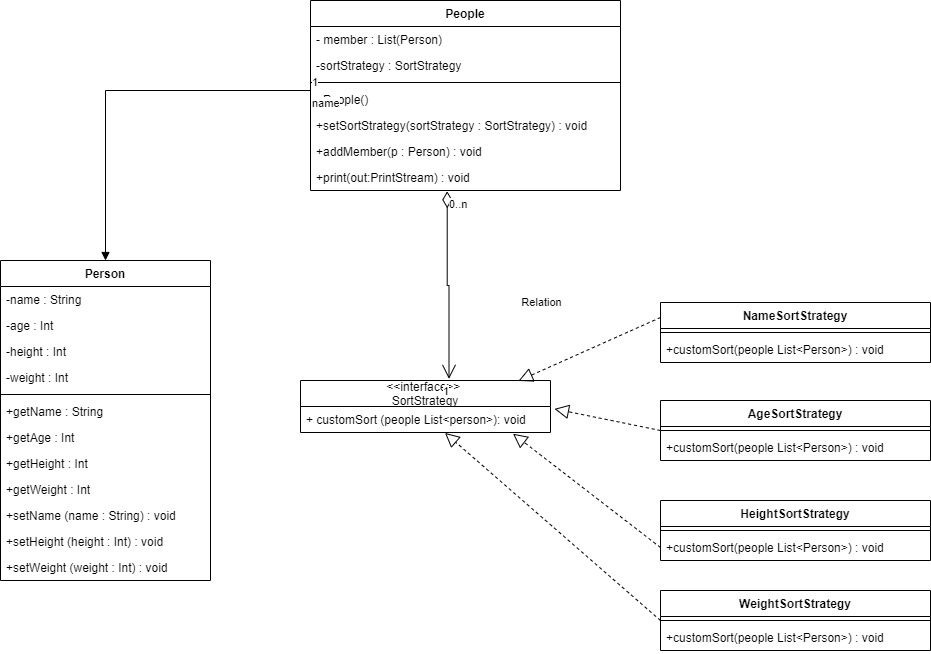 People
- member : List(Person)
-sortStrategy : SortStrategy
1
name
ople()
+setSortStrategy(sortStrategy : SortStrategy) : void
+addMember(p : Person) : void
+print(out:PrintStream) : void
0..n
Person
-name : String
-age : Int
-height : Int
-weight : Int
+getName : String
+getAge : Int
+getHeight : Int
+getWeight : Int
+setName (name : String) : void
+setHeight (height : Int) : void
+setWeight (weight : Int) : void
Relation
1
<<interface>>
SortStrategy
+ customSort (people List<person>): void
NameSortStrategy
+customSort(people List<Person>) : void
AgeSortStrategy
+customSort(people List<Person>) : void
HeightSortStrategy
+customSort(people List<Person>) : void
WeightSortStrategy
+customSort(people List<Person>) : void